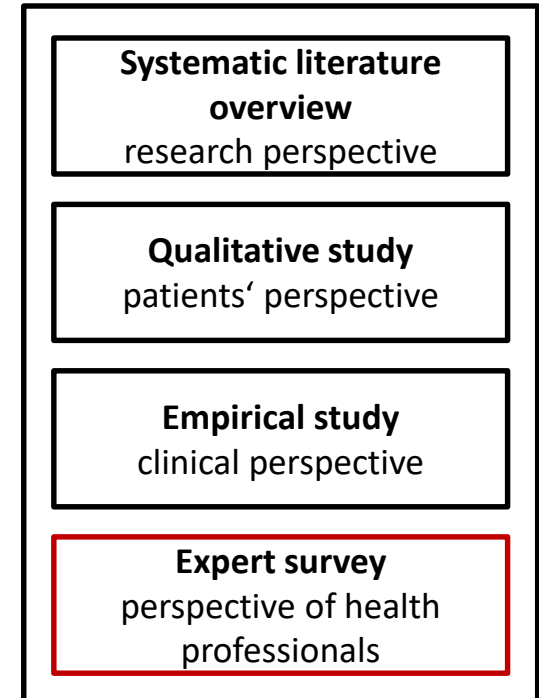 Systematic literature
overview
research perspective
Qualitative study
patients‘ perspective
Empirical study
clinical perspective
Expert survey
perspective of health
professionals